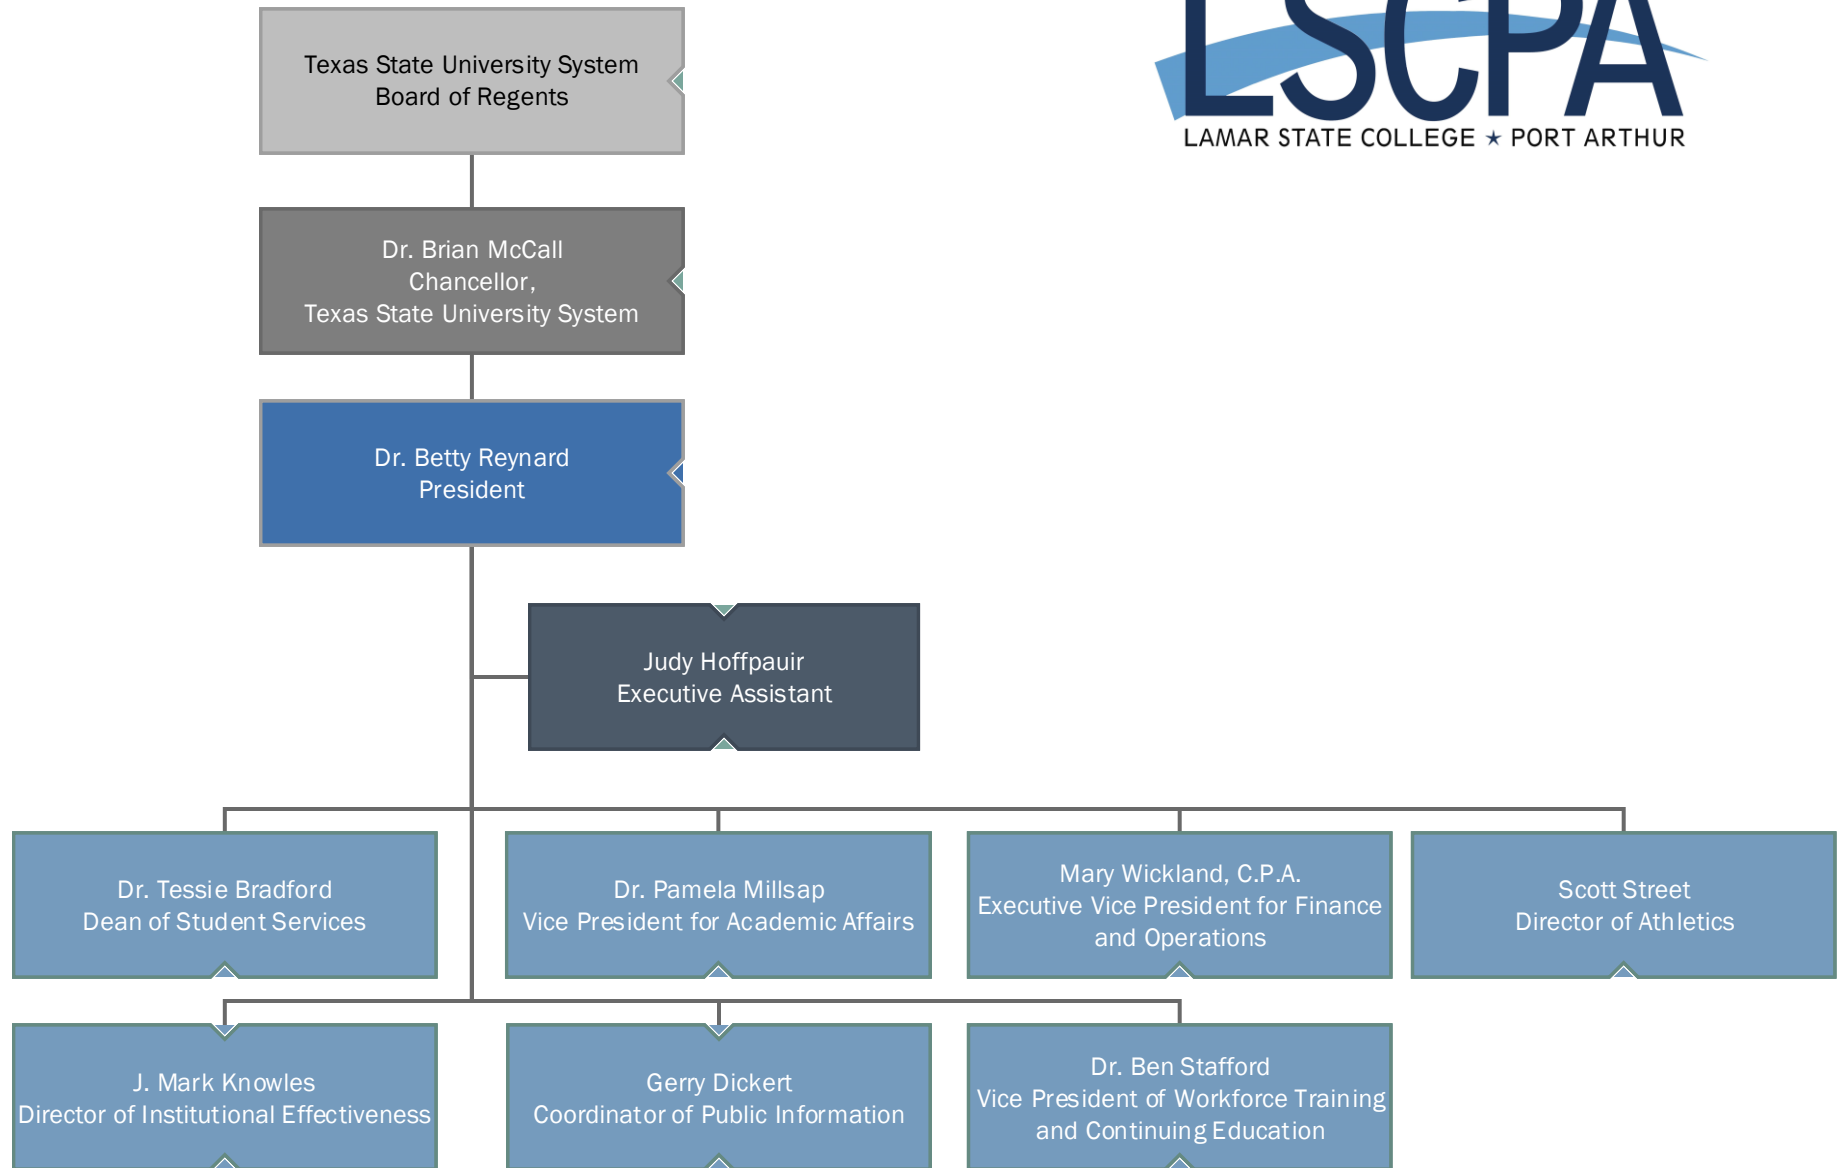 LSCPA
LAMAR STATE COLLEGE ★ PORT ARTHUR
Texas State University System
Board of Regents
Dr. Brian McCall
Chancellor,
Texas State University System
Dr. Betty Reynard
President
Judy Hoffpauir
Executive Assistant
Dr. Tessie Bradford
Dean of Student Services
Dr. Pamela Millsap
Vice President for Academic Affairs
Mary Wickland, C.P.A.
Executive Vice President for Finance
and Operations
Scott Street
Director of Athletics
J. Mark Knowles
Director of Institutional Effectiveness
Gerry Dickert
Coordinator of Public Information
Dr. Ben Stafford
Vice President of Workforce Training
and Continuing Education